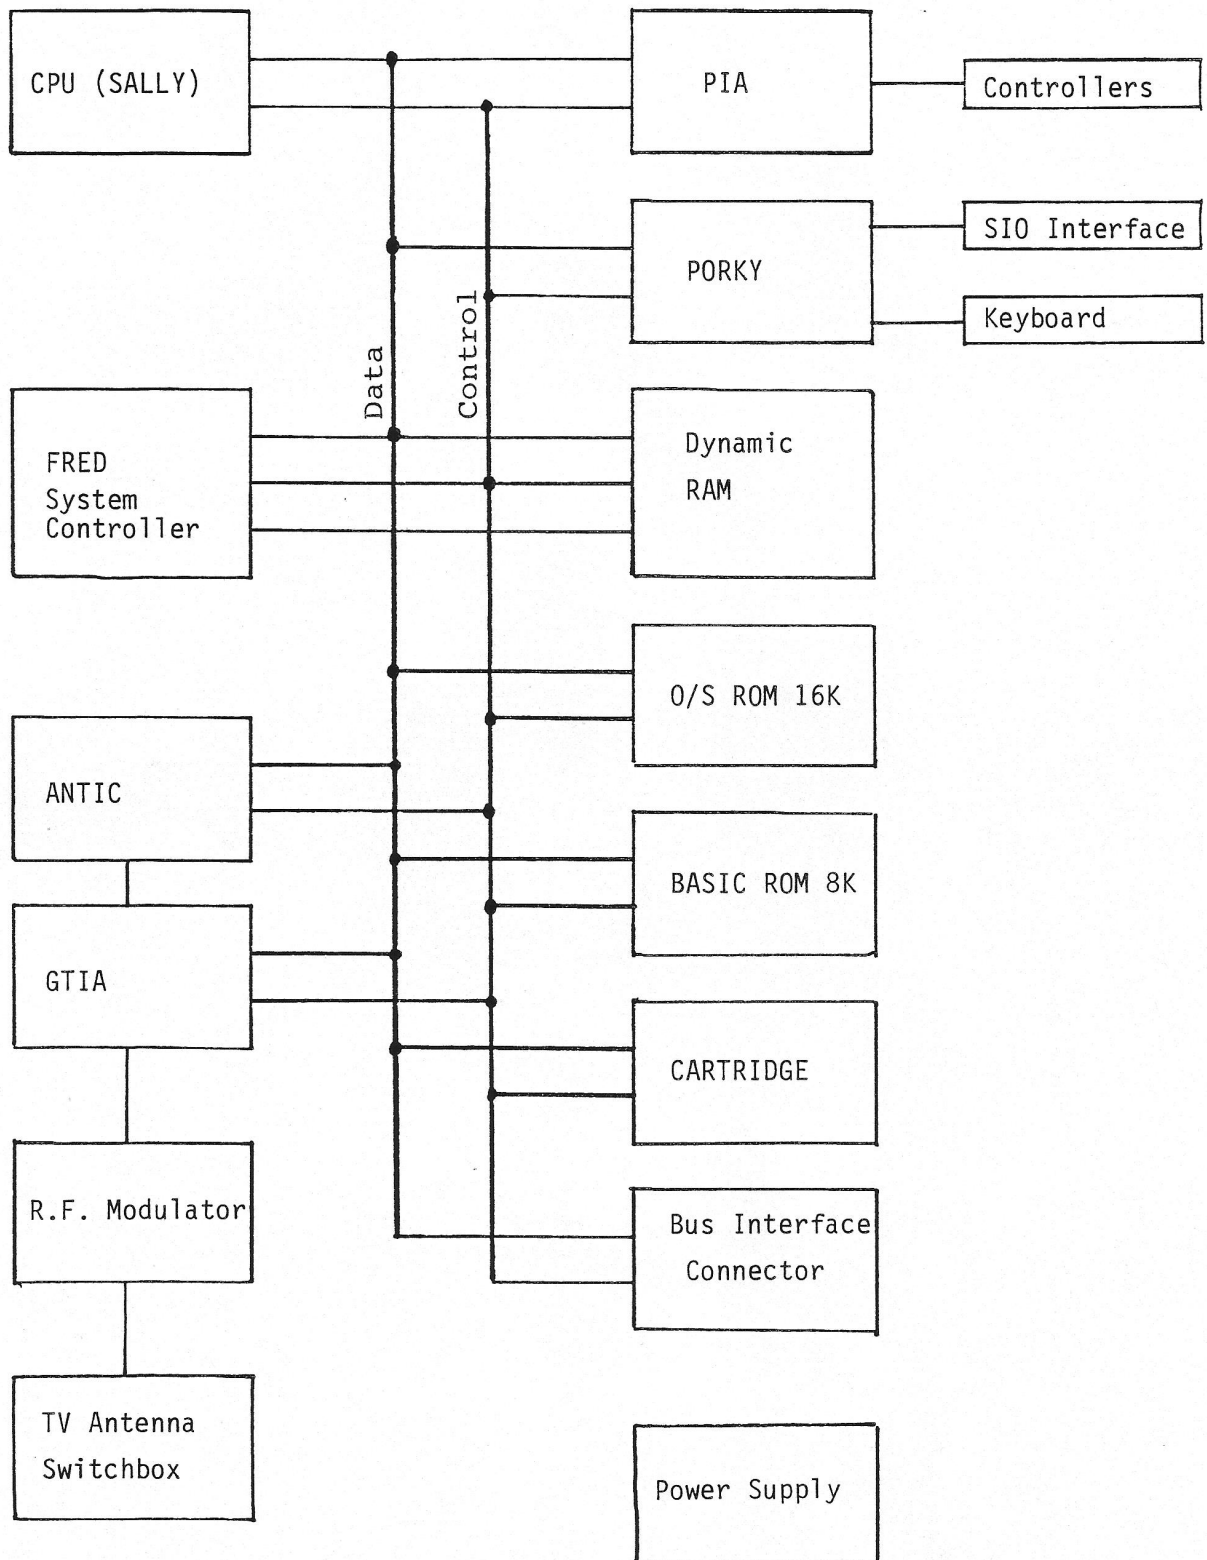 CPU (SALLY)
PIA
Controllers
PORKY
SIO Interface
Keyboard
Data
Control
FRED
System
Controller
Dynamic
RAM
O/S ROM 16K
ANTIC
BASIC ROM 8K
GTIA
CARTRIDGE
R.F. Modulator
Bus Interface
Connector
TV Antenna
Switchbox
Power Supply